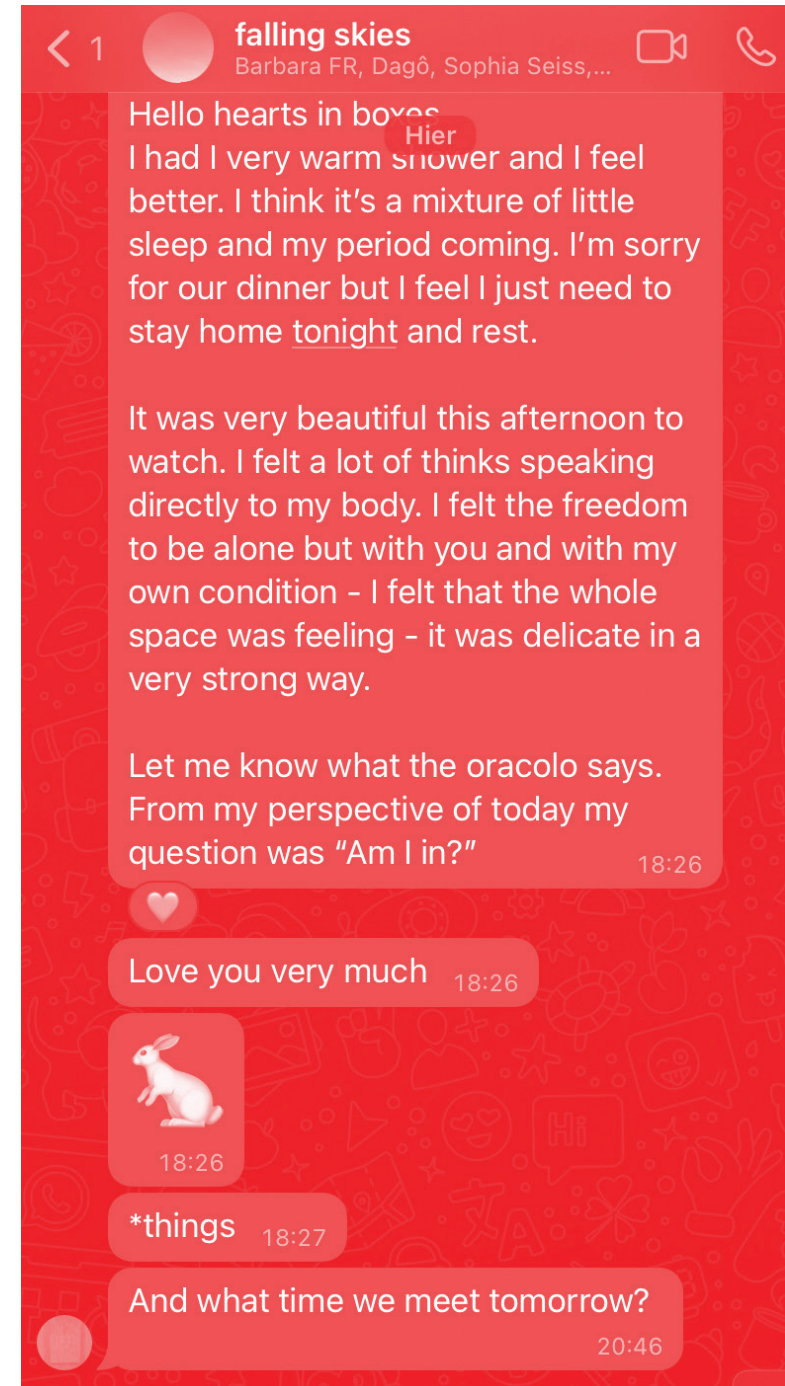 1
falling skies
Barbara FR, Dagô, Sophia Seiss,...
Hello hearts in boxes
Hier
I had I very warm shower and I feel
better. I think it’s a mixture of little
sleep and my period coming. I’m sorry
for our dinner but I feel I just need to
stay home tonight and rest.
It was very beautiful this afternoon to
watch. I felt a lot of thinks speaking
directly to my body. I felt the freedom
to be alone but with you and with my
own condition - I felt that the whole
space was feeling - it was delicate in a
very strong way.
Let me know what the oracolo says.
From my perspective of today my
question was “Am I in?”
18:26
Love you very much 18:26
18:26
Hi
*things 18:27
And what time we meet tomorrow?
20:46